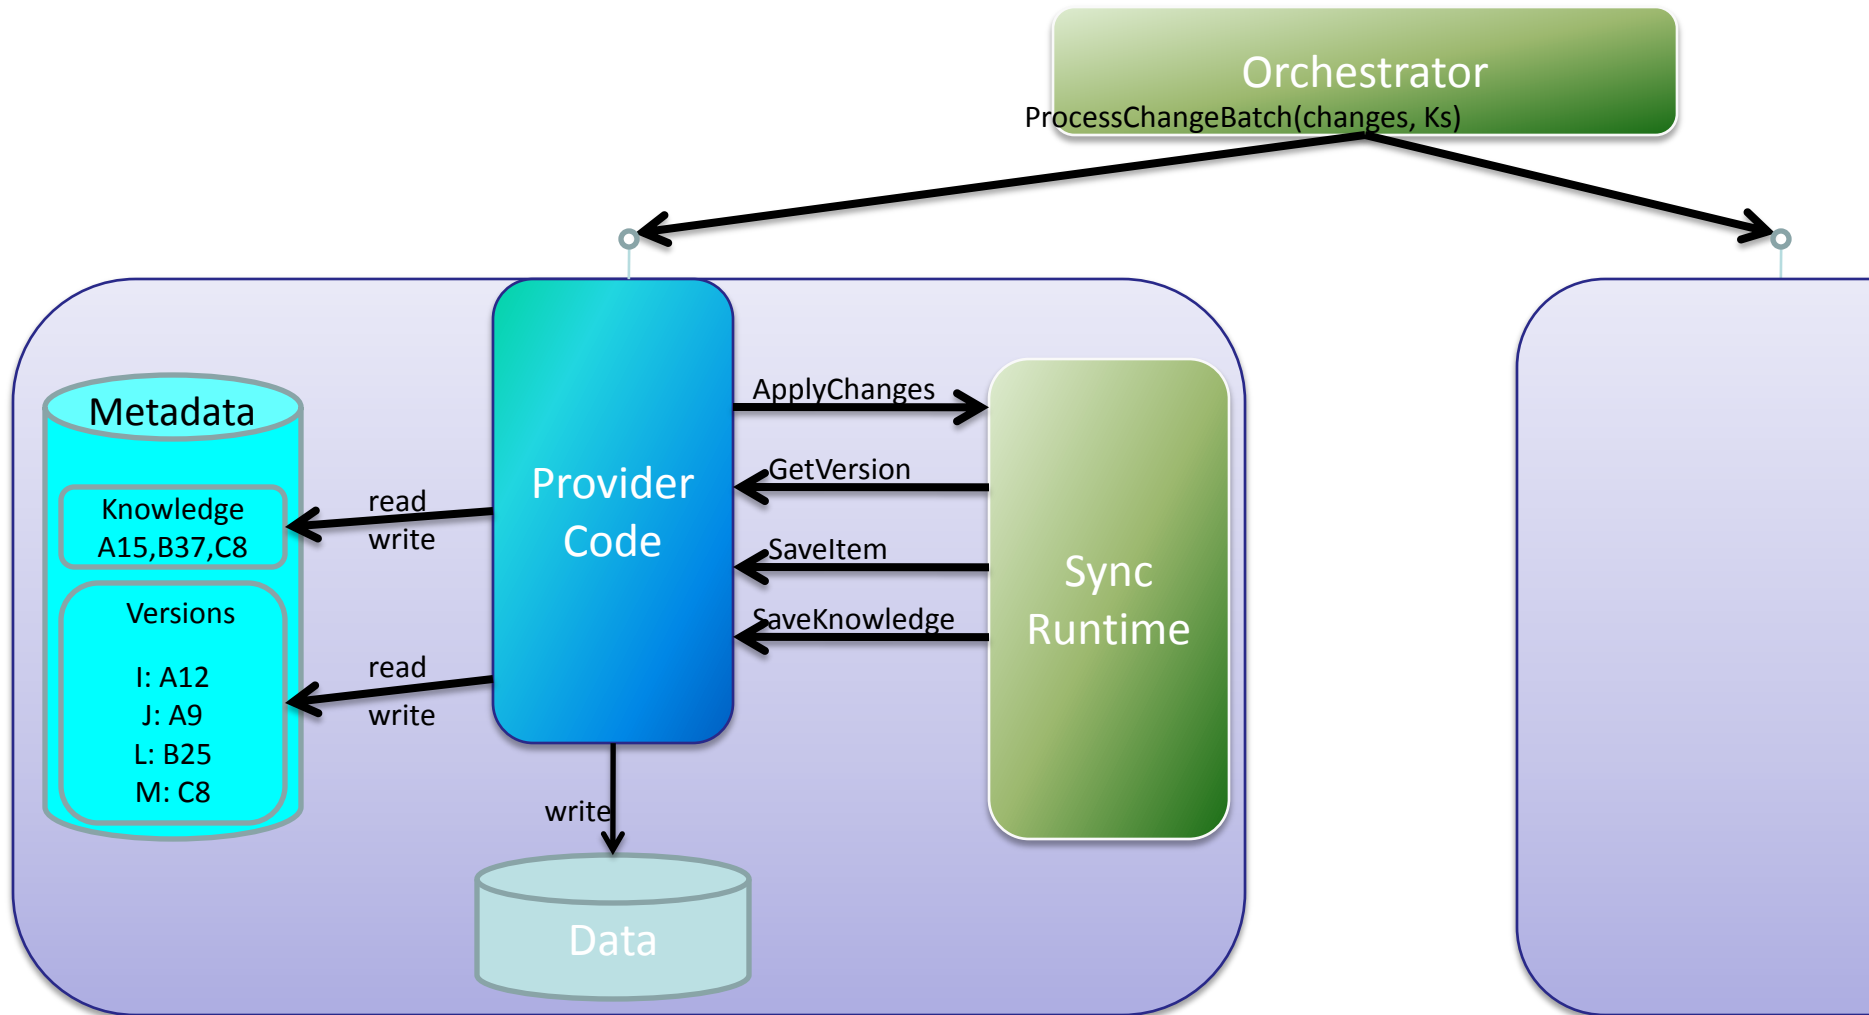 Orchestrator
ProcessChangeBatch(changes, Ks)
Metadata
Knowledge
A15,B37,C8
Versions
I: A12
J: A9
L: B25
M: C8
read
write
read
write
Provider
Code
ApplyChanges
GetVersion
SaveItem
SaveKnowledge
Sync
Runtime
write
Data